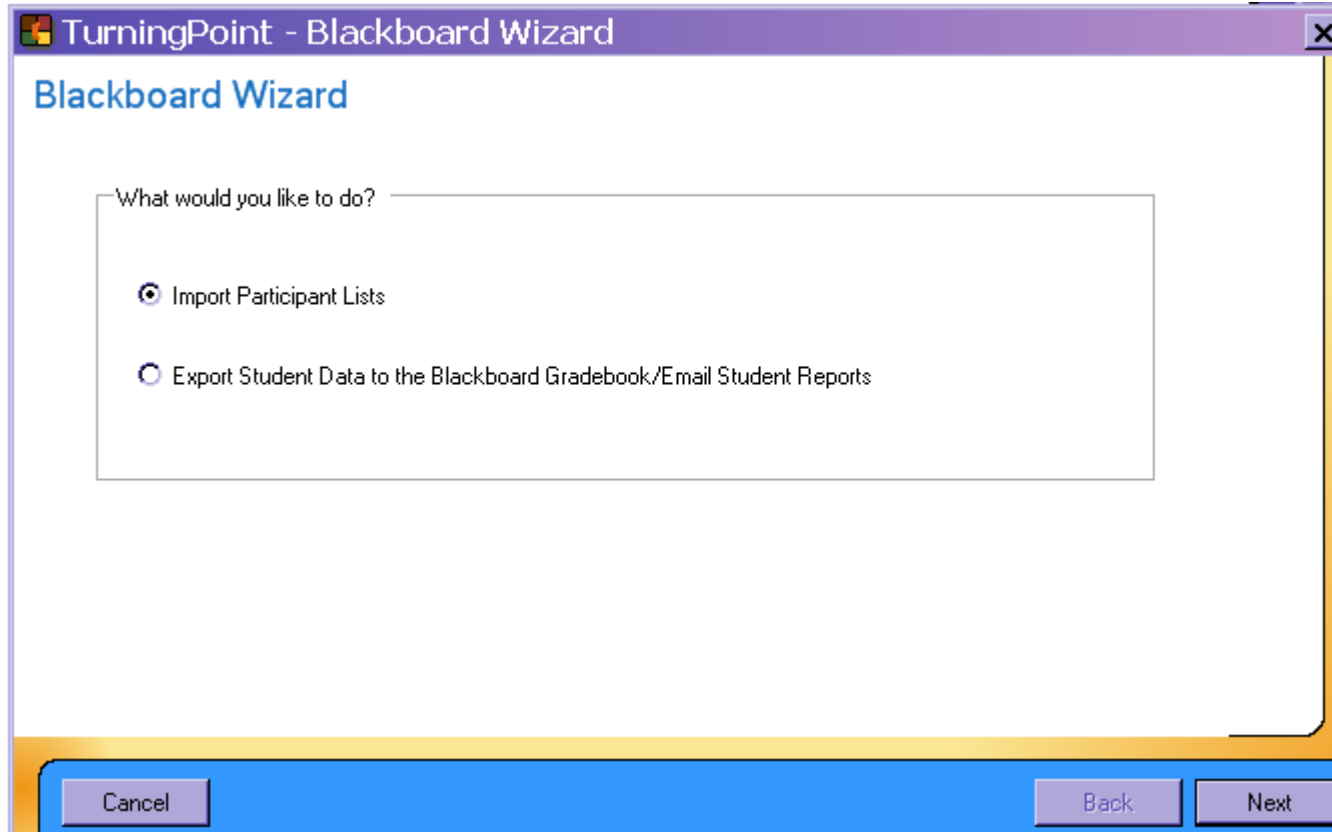 TurningPoint - Blackboard Wizard
Blackboard Wizard
What would you like to do?
Import Participant Lists
Export Student Data to the Blackboard Gradebook/Email Student Reports
Cancel Back Next